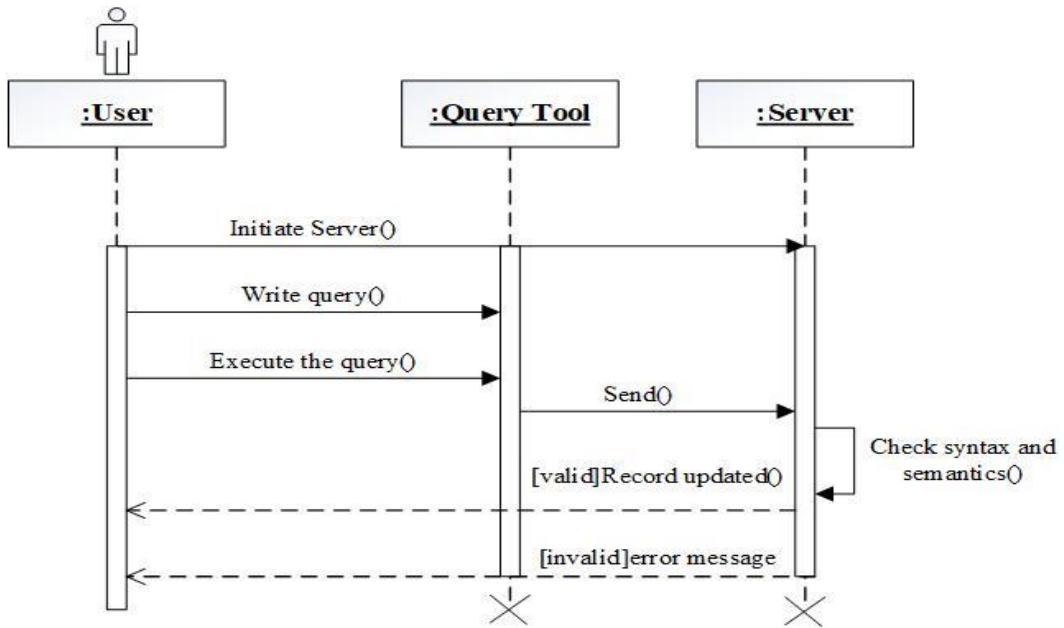 :User
:Query Tool
:Server
Initiate Server()
Write query()
Execute the query()
Send()
Check syntax and
semantics()
[valid]Record updated()
[invalid]error message